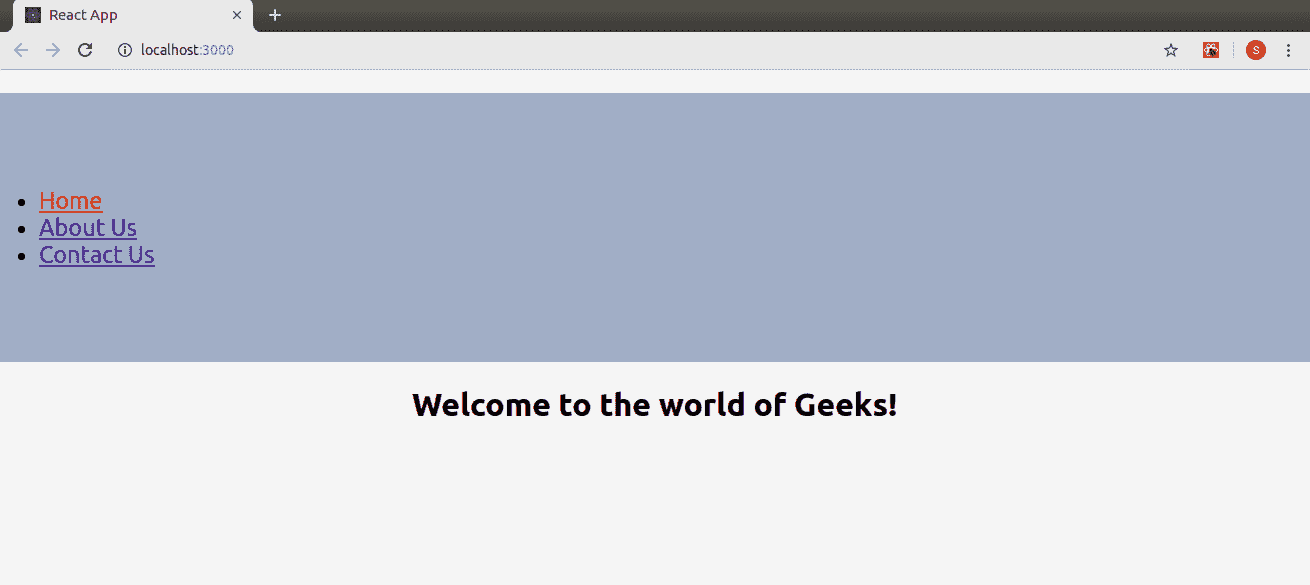 React App
localhost:3000
S
Home
About Us
Contact Us
Welcome to the world of Geeks!